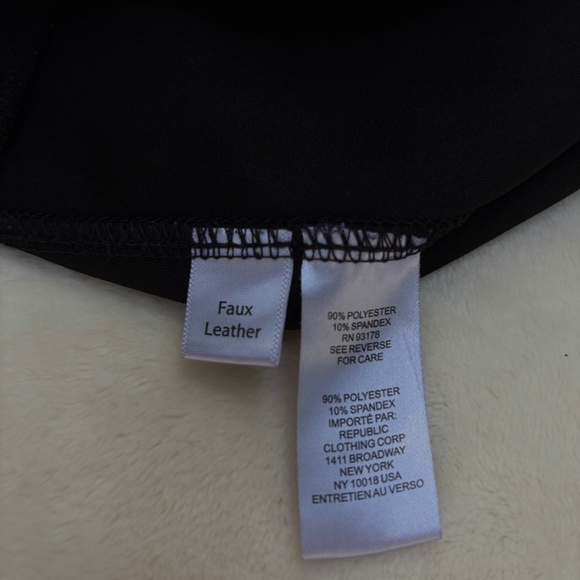 Faux
Leather
90% POLYESTER
10% SPANDEX
RN 93178
SEE REVERSE
FOR CARE
90% POLYESTER
10% SPANDEX
IMPORTÉ PAR:
REPUBLIC
CLOTHING CORP
1411 BROADWAY
NEW YORK
NY 10018 USA
ENTRETIEN AU VERSO